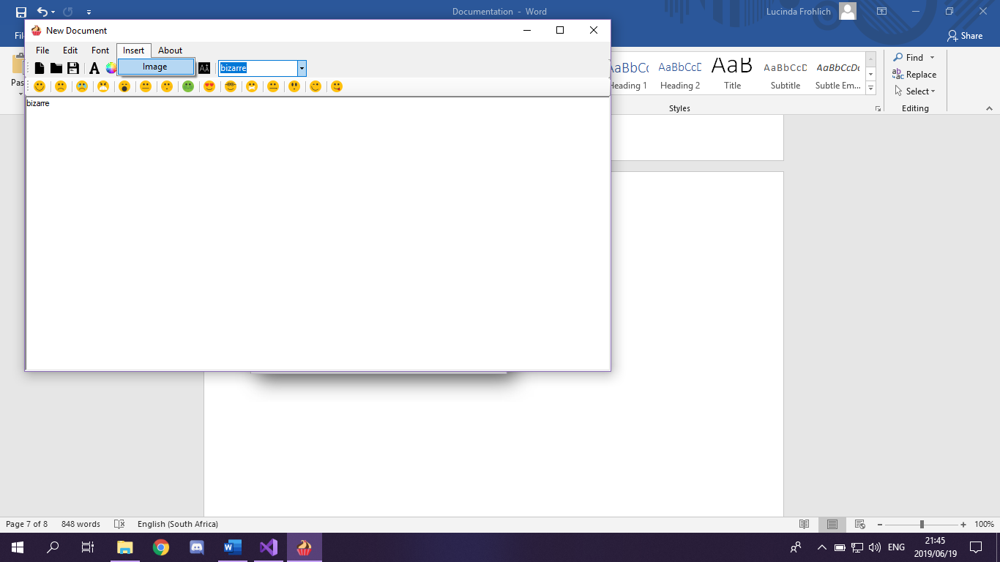 Documentation - Word
Lucinda Frohlich
New Document
Share
File Edit Font Insert About
Image
A
AA
bizarre
bizarre
AaBbCc
AaBbCcD
AaB
AaBbCcD
AaBbCcDc
Heading 1
Heading 2
Title
Subtitle
Subtle Em...
Styles
Find
Replace
Select
Editing
Page 7 of 8
848 words
English (South Africa)
100%
ENG
21:45
2019/06/19